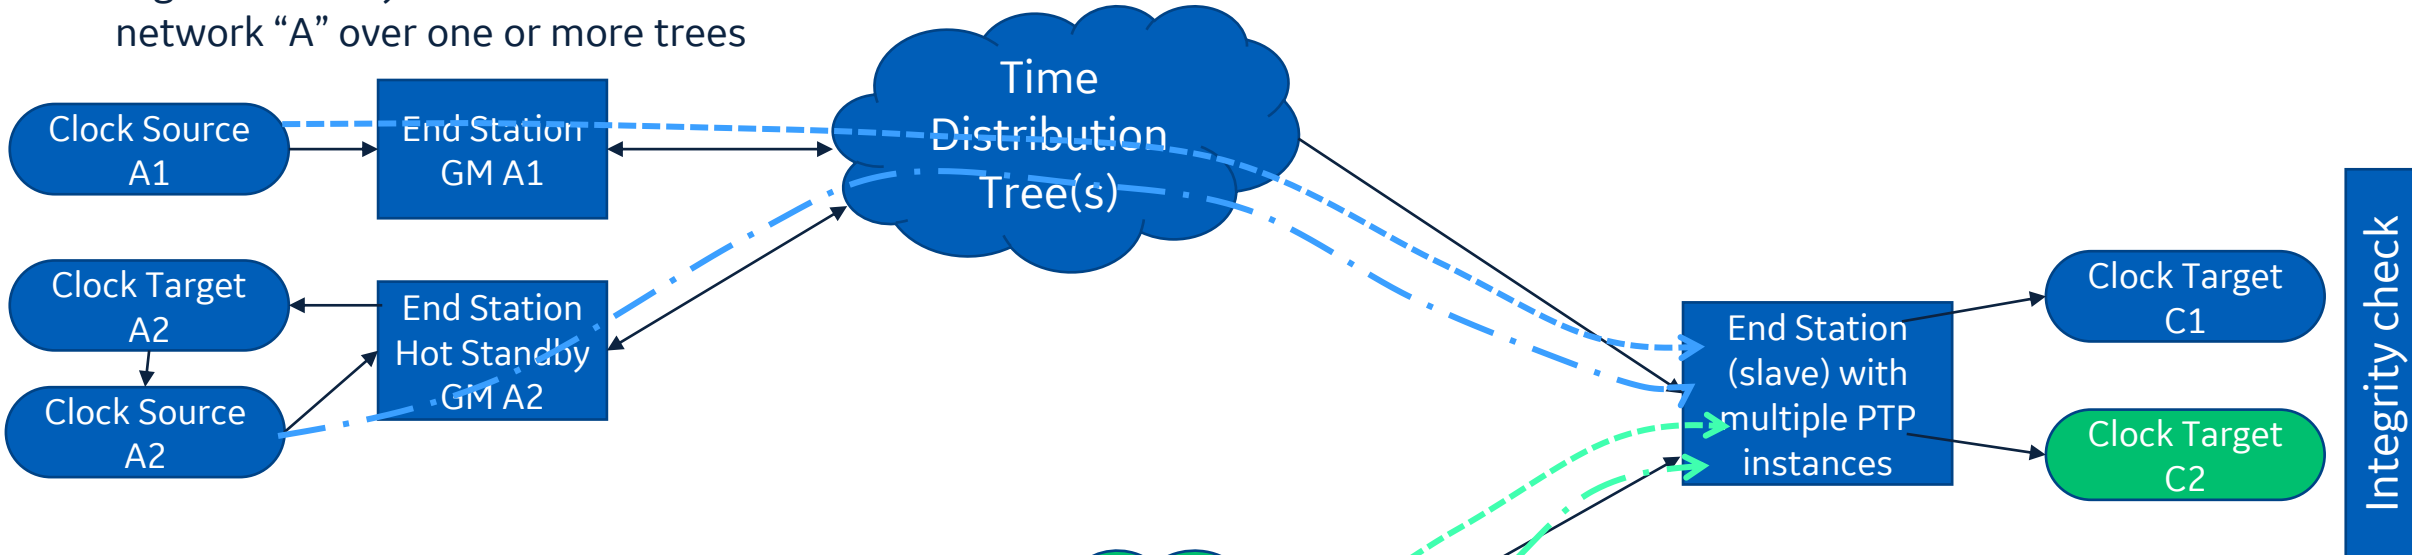 network “A” over one or more trees
Clock Source
A1
End Station
GM A1
Time
Distribution
Tree(s)
Clock Target
A2
End Station
Hot Standby
GM A2
Clock Source
A2
End Station
(slave) with
multiple PTP
instances
Clock Target
C1
Clock Target
C2
Integrity check